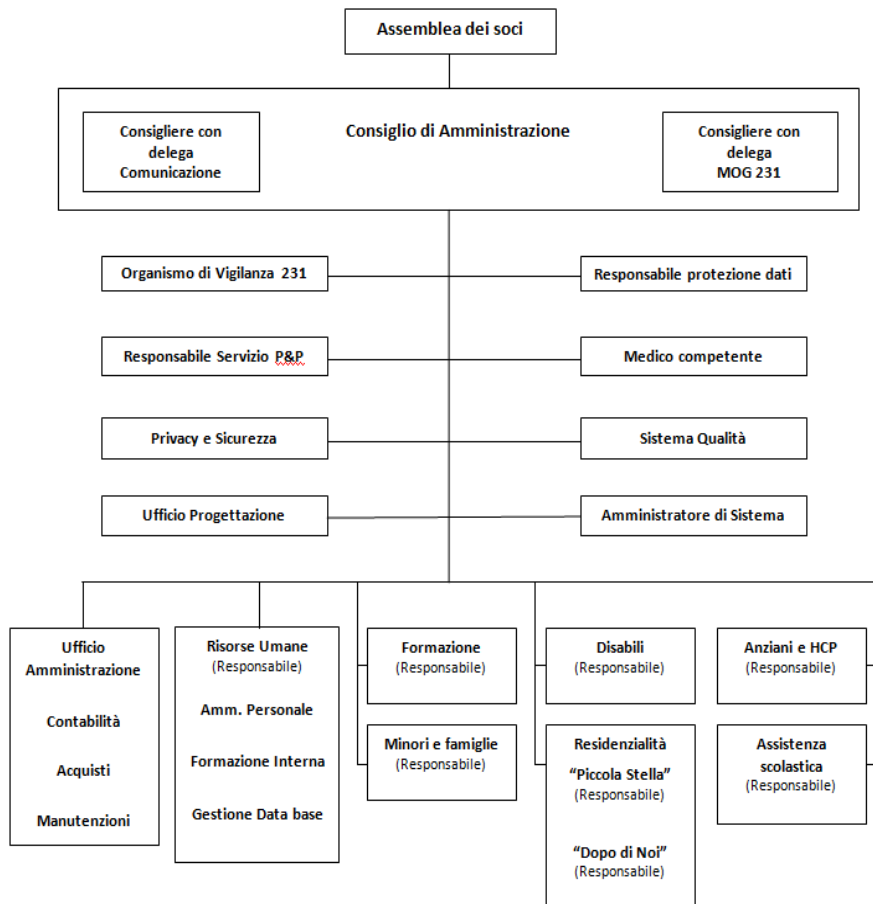 Assemblea dei soci
Consigliere con
delega
Comunicazione
Consiglio di Amministrazione
Consigliere con
delega
MOG 231
Organismo di Vigilanza 231
Responsabile protezione dati
Responsabile Servizio P&P
Medico competente
Privacy e Sicurezza
Sistema Qualità
Ufficio Progettazione
Amministratore di Sistema
Ufficio
Amministrazione
Contabilità
Acquisti
Manutenzioni
Risorse Umane
(Responsabile)
Amm. Personale
Formazione Interna
Gestione Data base
Formazione
(Responsabile)
Minori e famiglie
(Responsabile)
Disabili
(Responsabile)
Residenzialità
“Piccola Stella”
(Responsabile)
“Dopo di Noi”
(Responsabile)
Anziani e HCP
(Responsabile)
Assistenza
scolastica
(Responsabile)